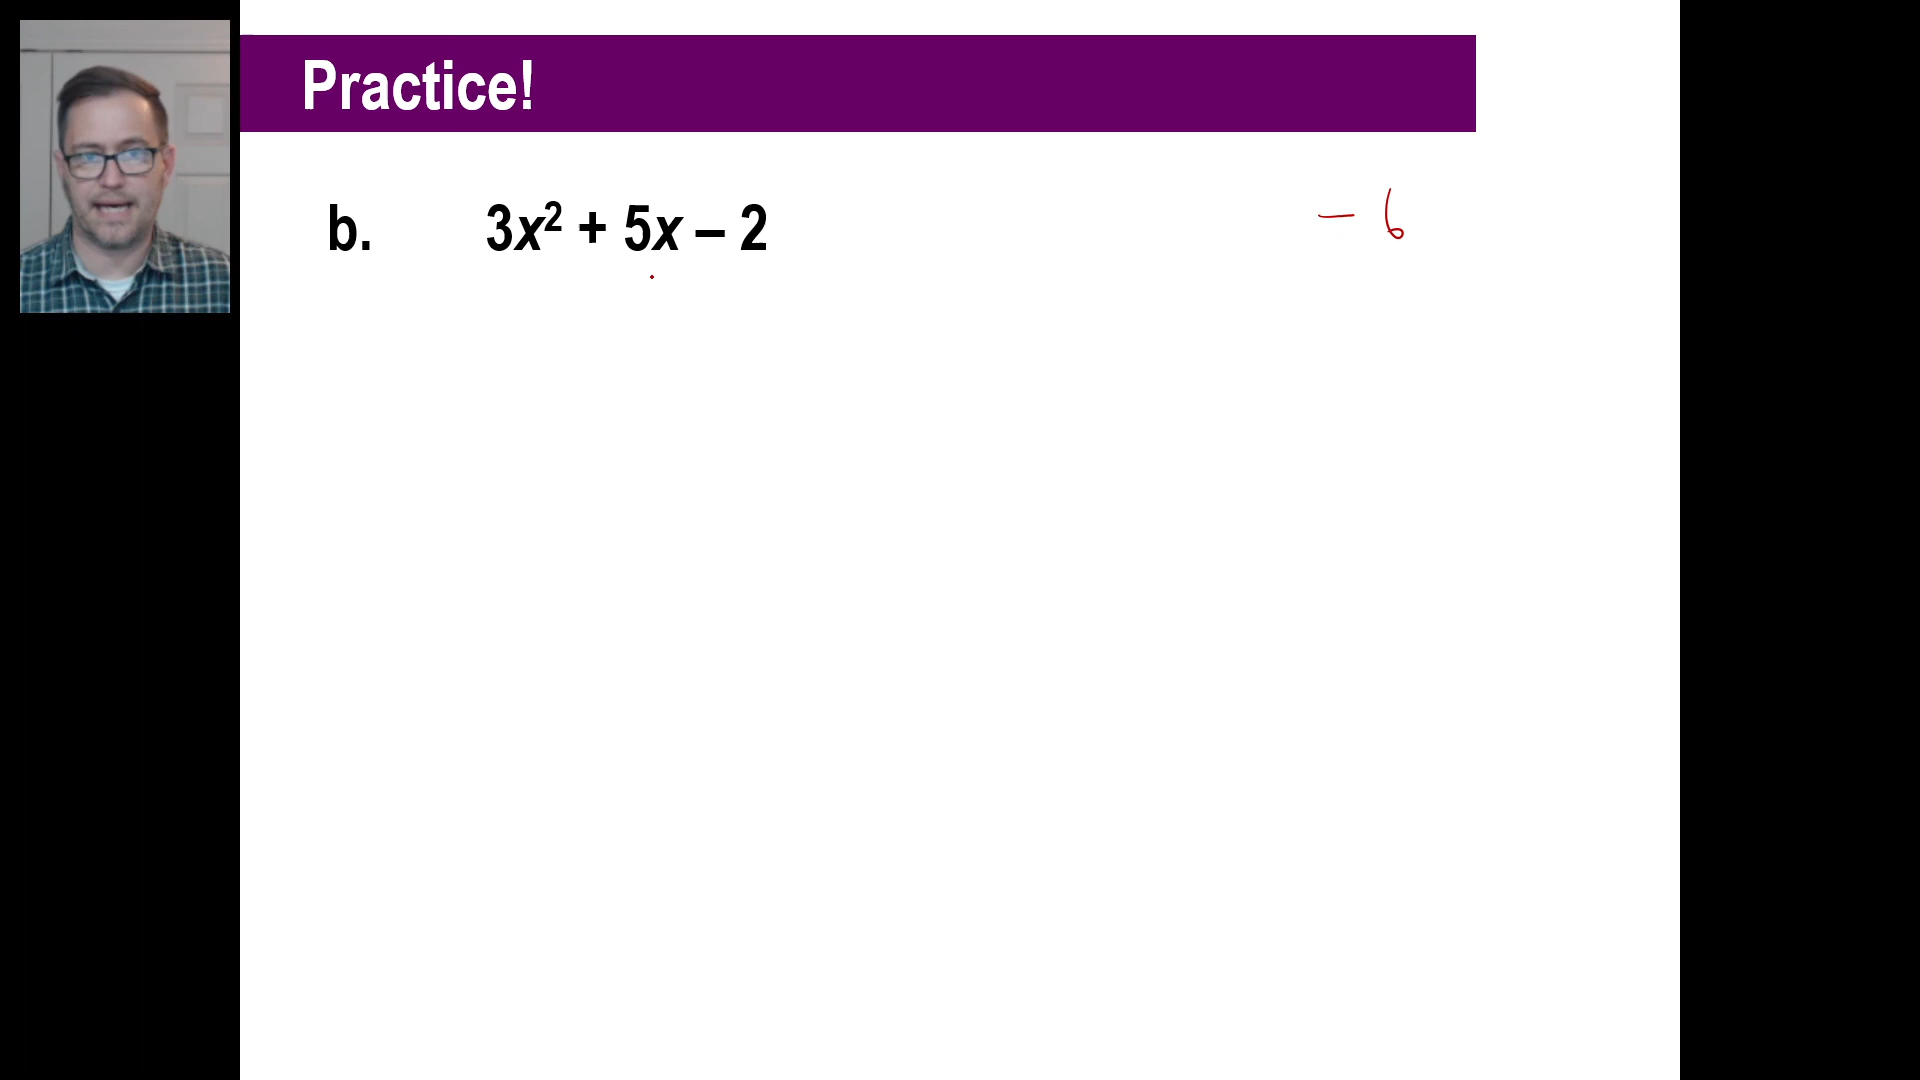 Practice!
b. 3x² + 5x – 2 – 6